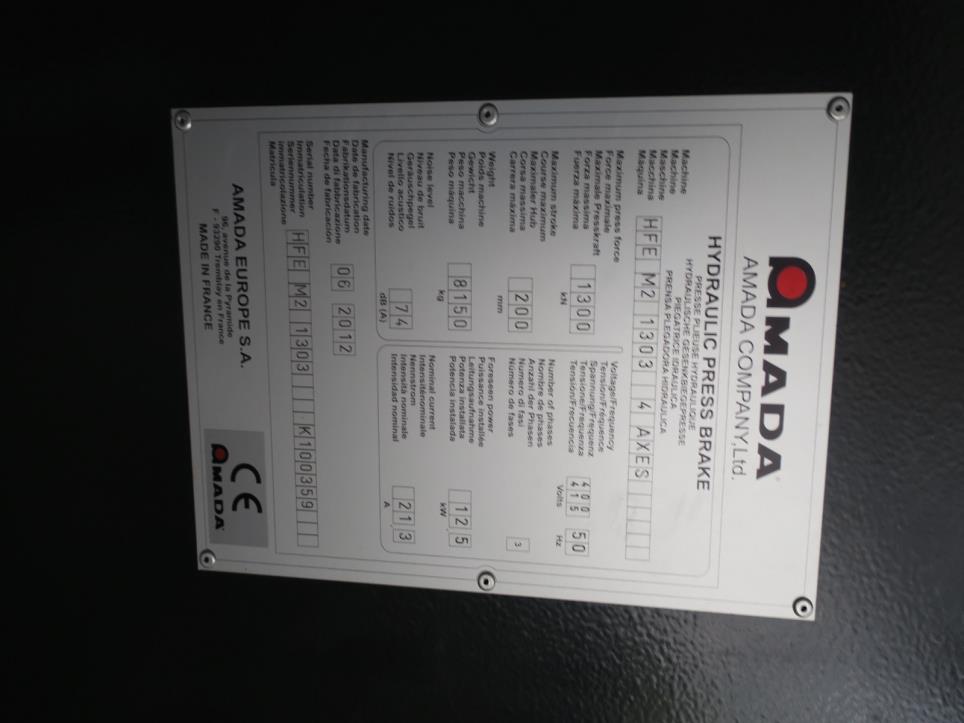 AMADA
AMADA COMPANY, Ltd.
HYDRAULIC PRESS BRAKE
PRESSE PLIEUSE HYDRAULIQUE
HYDRAULISCHE GESENKBIEGEPRESSE
PIEGATRICE IDRAULICA
PRENSA PLEGADORA HIDRAULICA
Machine
Machine
Maschine
Macchina
Máquina
HFE M2 1303 4 AXES
Maximum press force
Force maximale
Maximale Presskraft
Forza massima
Fuerza máxima
1300
kN
Voltage/Frequency
Tension/Fréquence
Spannung/Frequenz
Tensione/Frequenza
Tensión/Frecuencia
400
415
Volts
50
Hz
Maximum stroke
Course maximum
Maximaler Hub
Corsa massima
Carrera máxima
200
mm
Number of phases
Nombre de phases
Anzahl der Phasen
Numero di fasi
Número de fases
3
Weight
Poids machine
Gewicht
Peso macchina
Peso máquina
8150
kg
Foreseen power
Puissance installée
Leitungsaufnahme
Potenza installata
Potencia instalada
125
kW
Noise level
Niveau de bruit
Geräuschpegel
Livello acustico
Nivel de ruidos
74
dB (A)
Nominal current
Intensité nominale
Nennstrom
Intensità nominale
Intensidad nominal
213
A
Manufacturing date
Date de fabrication
Fabrikationsdatum
Data di fabbricazione
Fecha de fabricación
06 2012
Serial number
Immatriculation
Seriennummer
Immatricolazione
Matricula
HFE M2 1303 K100359
AMADA EUROPE S.A.
96, avenue de la Pyramide
F - 93290 Tremblay en France
MADE IN FRANCE
CE
AMADA